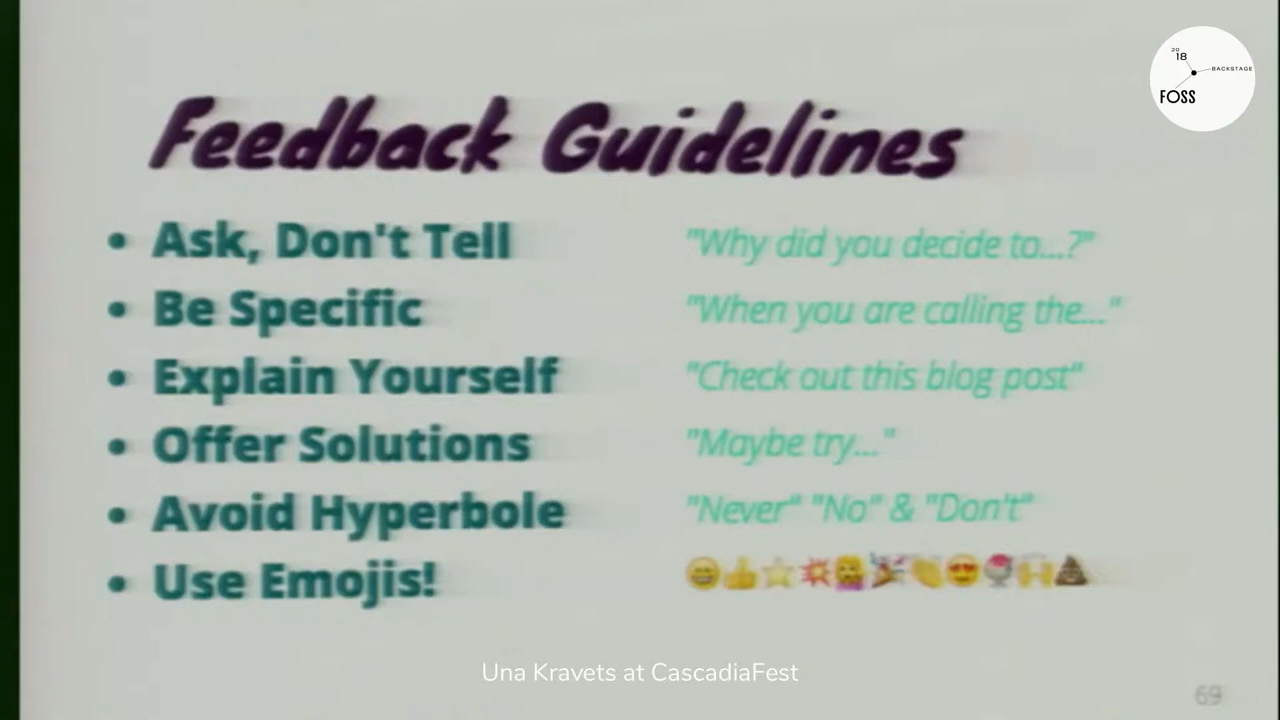 20
18
BACKSTAGE
FOSS
Feedback Guidelines
• Ask, Don't Tell "Why did you decide to...?"
• Be Specific "When you are calling the..."
• Explain Yourself "Check out this blog post"
• Offer Solutions "Maybe try..."
• Avoid Hyperbole "Never" "No" & "Don't"
• Use Emojis! 😄👍⭐💥🙋🎉👏😍🍨🙌💩
Una Kravets at CascadiaFest
69